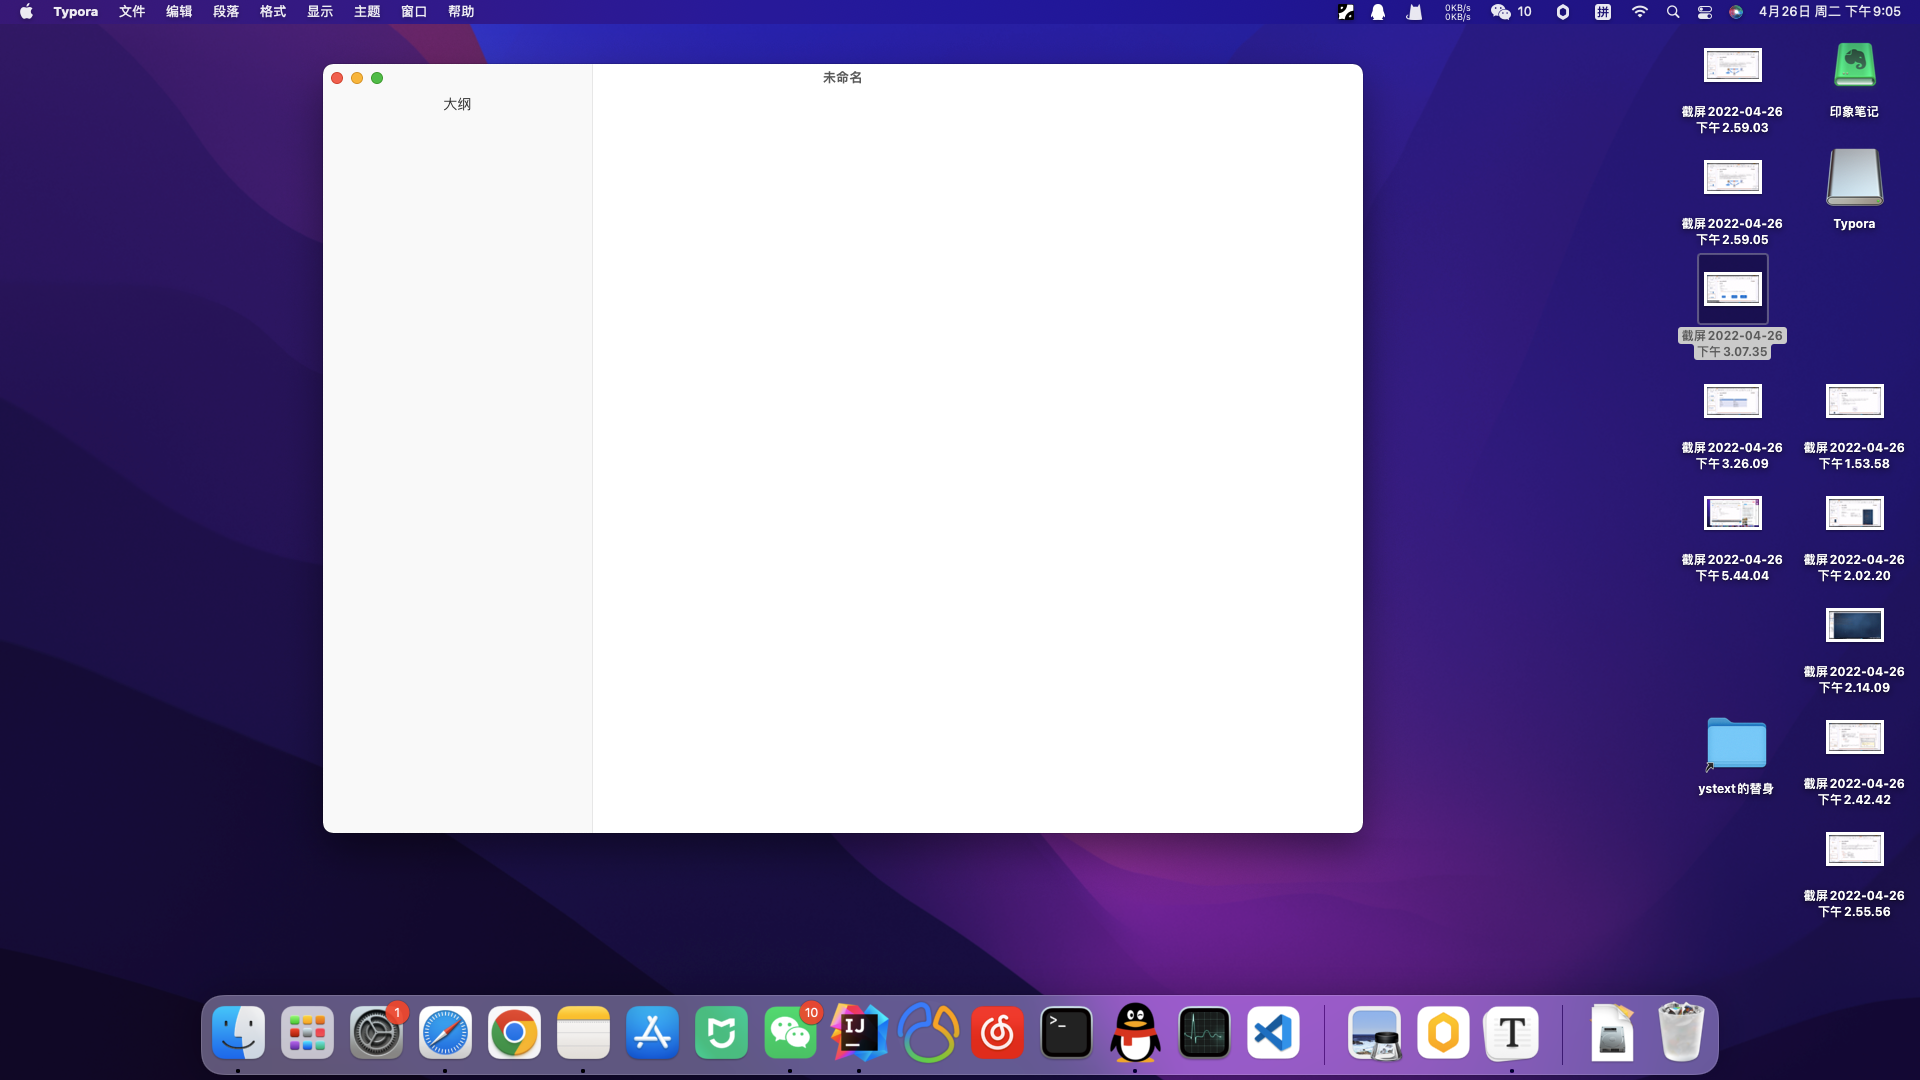 Typora 文件 编辑 段落 格式 显示 主题 窗口 帮助
0KB/s
0KB/s
10 拼 4月26日 周二 下午9:05
未命名
大纲
截屏2022-04-26
下午2.59.03
印象笔记
截屏2022-04-26
下午2.59.05
Typora
截屏2022-04-26
下午3.07.35
截屏2022-04-26
下午3.26.09
截屏2022-04-26
下午1.53.58
截屏2022-04-26
下午5.44.04
截屏2022-04-26
下午2.02.20
截屏2022-04-26
下午2.14.09
ystext的替身
截屏2022-04-26
下午2.42.42
截屏2022-04-26
下午2.55.56
1
10
IJ
>_
T